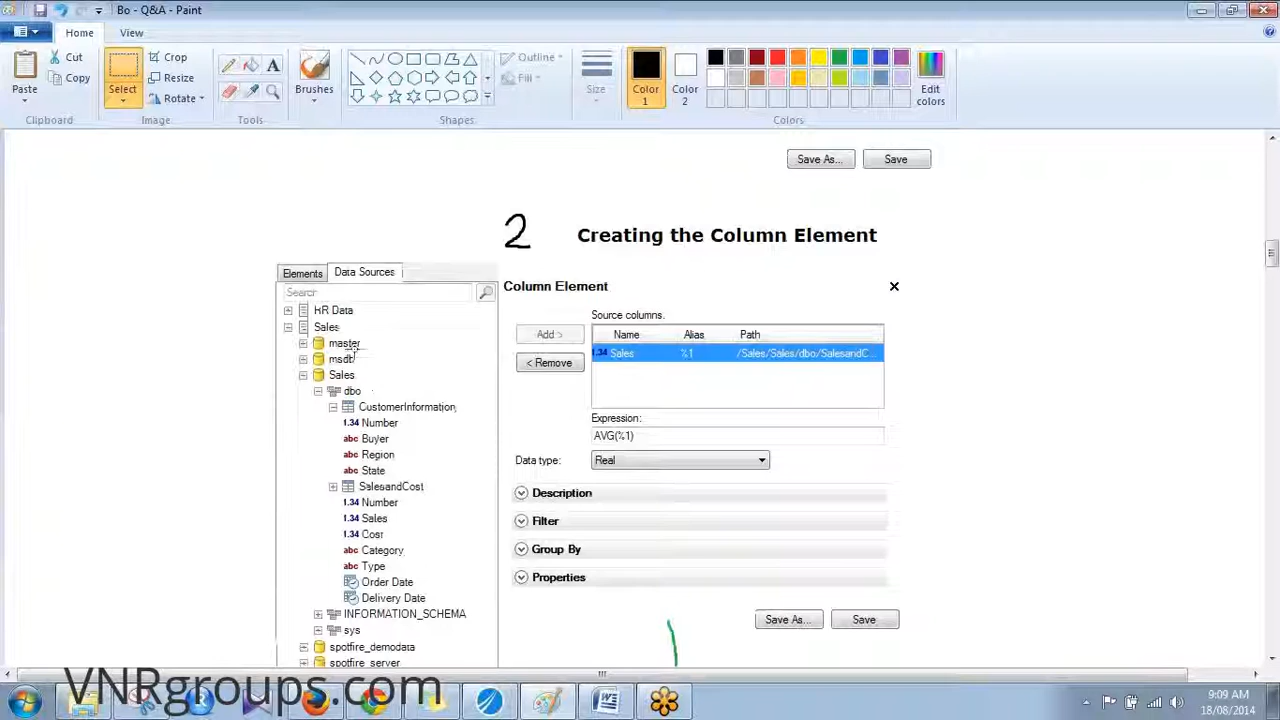 Bo - Q&A - Paint
Home
View
Paste
Cut
Copy
Clipboard
Select
Crop
Resize
Rotate
Image
A
Tools
Brushes
Shapes
Outline
Fill
Size
Color 1
Color 2
Edit colors
Colors
Save As...
Save
2 Creating the Column Element
Elements
Data Sources
Search
HR Data
Sales
master
msdb
Sales
dbo
CustomerInformation
1.34 Number
abc Buyer
abc Region
abc State
SalesandCost
1.34 Number
1.34 Sales
1.34 Cost
abc Category
abc Type
Order Date
Delivery Date
INFORMATION_SCHEMA
sys
spotfire_demodata
spotfire_server
Column Element
Source columns.
Add >
< Remove
Name Alias Path
1.34 Sales %1 /Sales/Sales/dbo/SalesandC...
Expression:
AVG(%1)
Data type:
Real
Description
Filter
Group By
Properties
Save As...
Save
VNRgroups.com
9:09 AM
18/08/2014